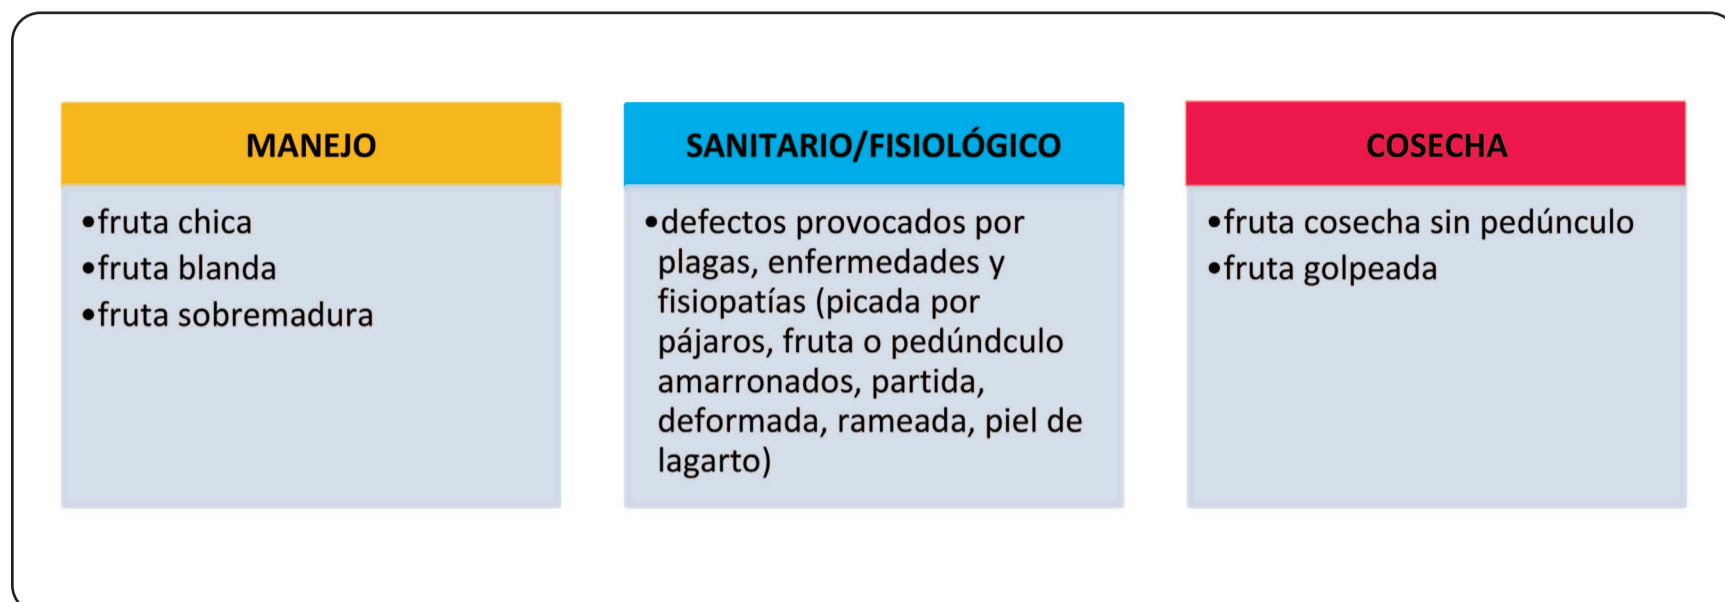 MANEJO
•fruta chica
•fruta blanda
•fruta sobremadura
SANITARIO/FISIOLÓGICO
•defectos provocados por
plagas, enfermedades y
fisiopatías (picada por
pájaros, fruta o pedúndculo
amarronados, partida,
deformada, rameada, piel de
lagarto)
COSECHA
•fruta cosecha sin pedúnculo
•fruta golpeada